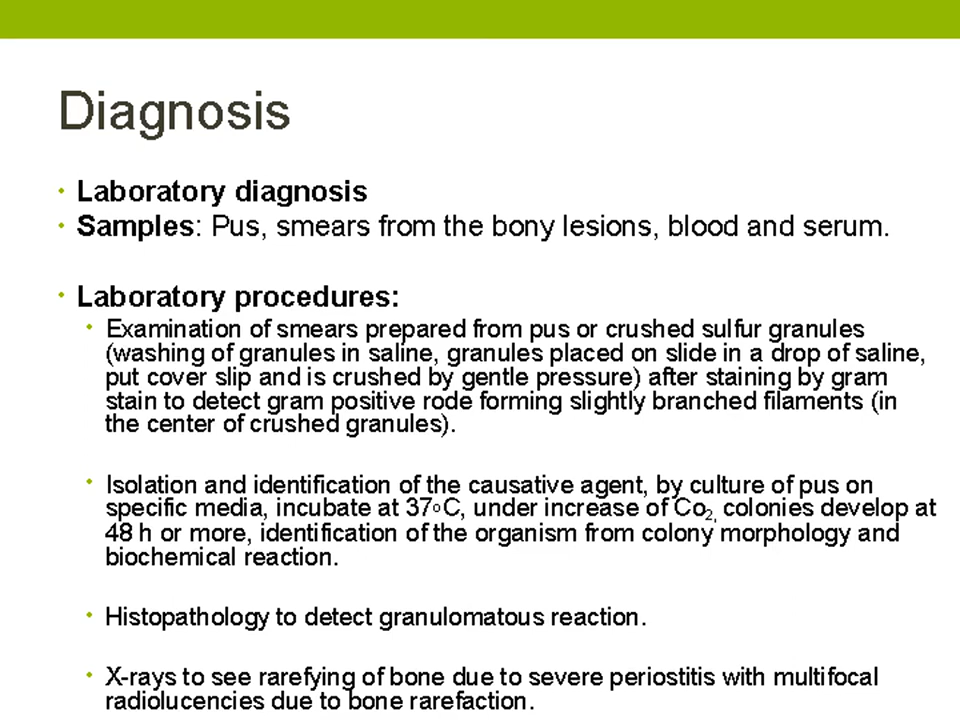 Diagnosis
• Laboratory diagnosis
• Samples: Pus, smears from the bony lesions, blood and serum.
• Laboratory procedures:
• Examination of smears prepared from pus or crushed sulfur granules
(washing of granules in saline, granules placed on slide in a drop of saline,
put cover slip and is crushed by gentle pressure) after staining by gram
stain to detect gram positive rode forming slightly branched filaments (in
the center of crushed granules).
• Isolation and identification of the causative agent, by culture of pus on
specific media, incubate at 37oC, under increase of Co2, colonies develop at
48 h or more, identification of the organism from colony morphology and
biochemical reaction.
• Histopathology to detect granulomatous reaction.
• X-rays to see rarefying of bone due to severe periostitis with multifocal
radiolucencies due to bone rarefaction.